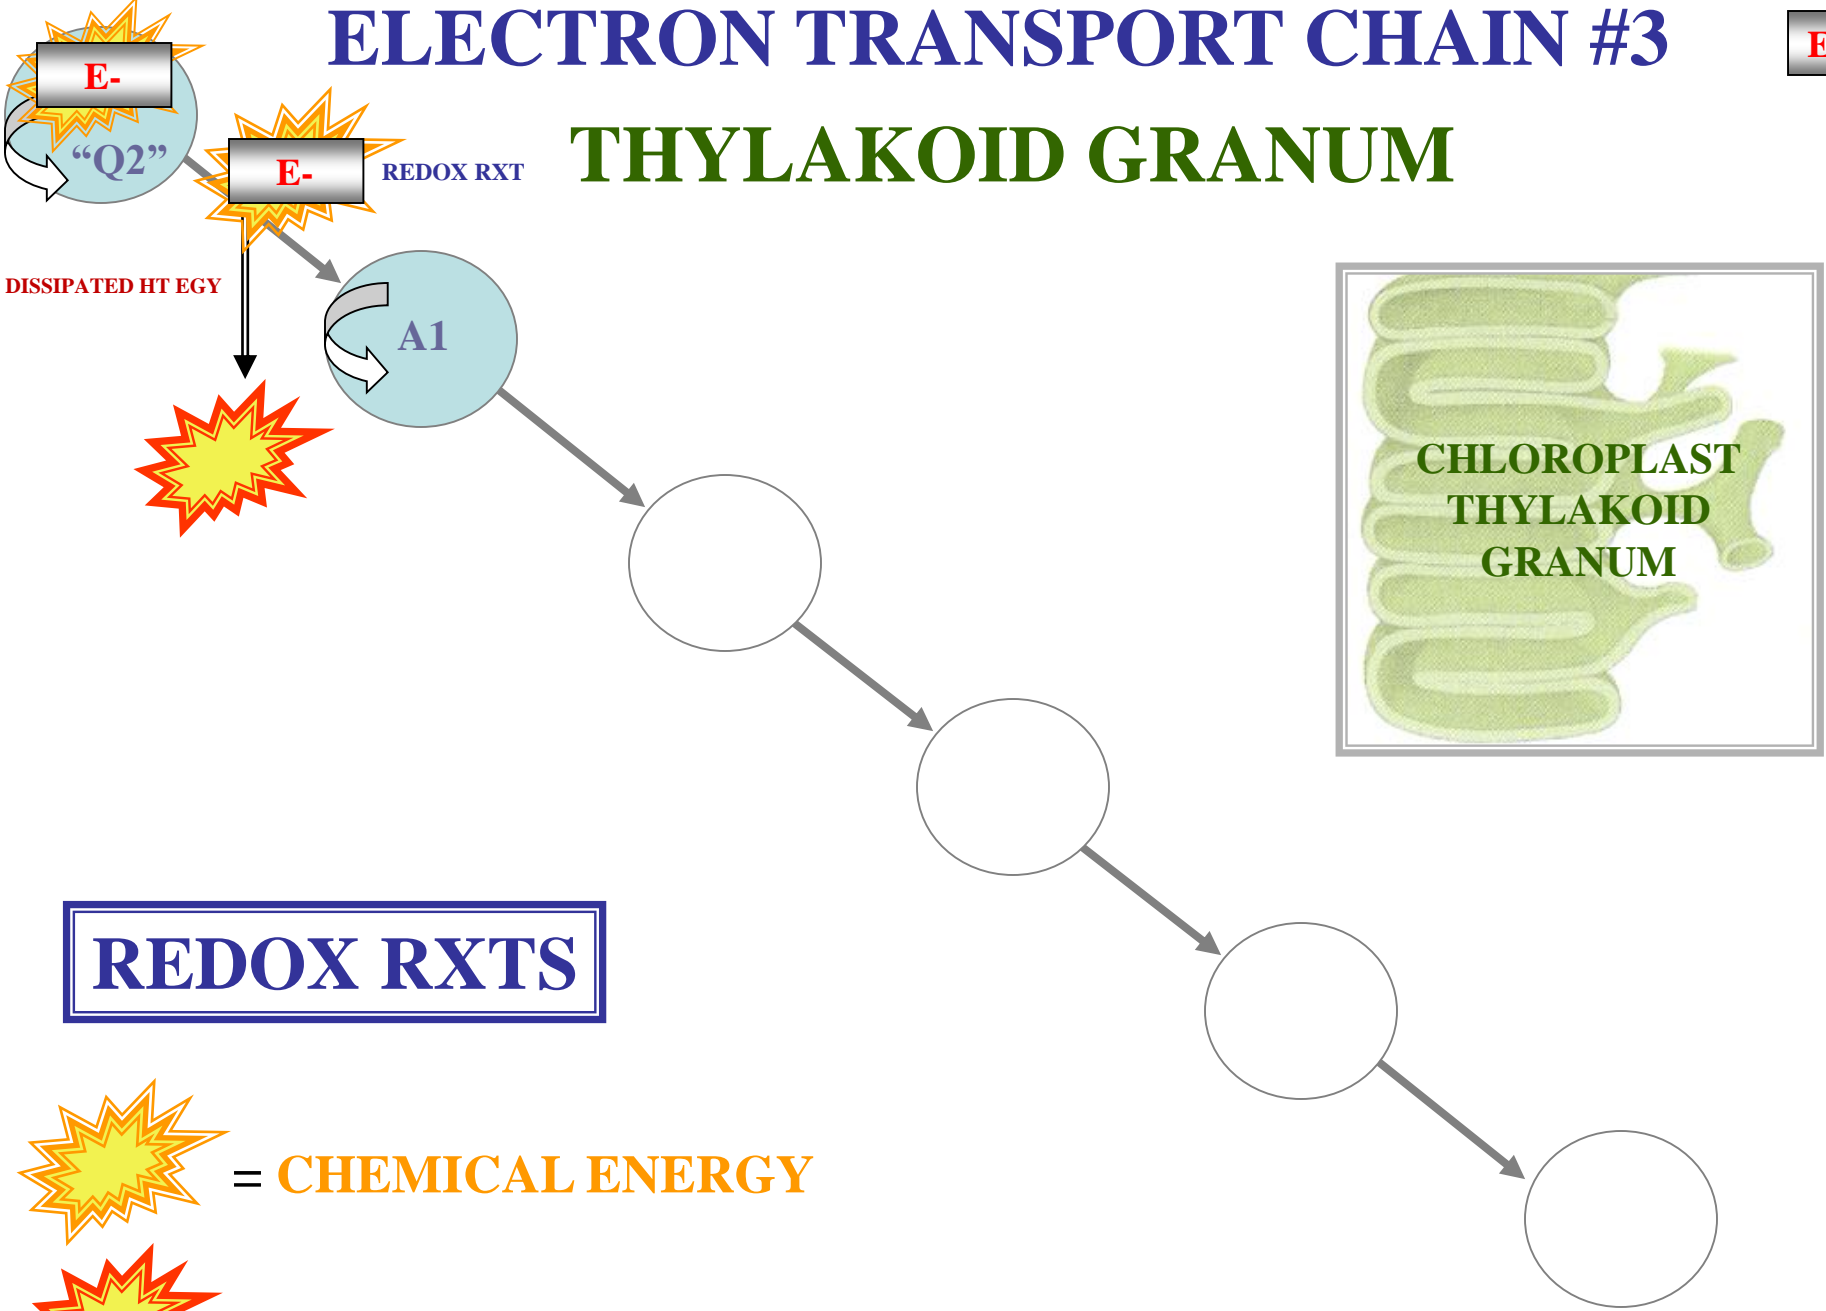 ELECTRON TRANSPORT CHAIN #3
E-
E
THYLAKOID GRANUM
“Q2”
E-
REDOX RXT
DISSIPATED HT EGY
A1
CHLOROPLAST
THYLAKOID
GRANUM
REDOX RXTS
= CHEMICAL ENERGY